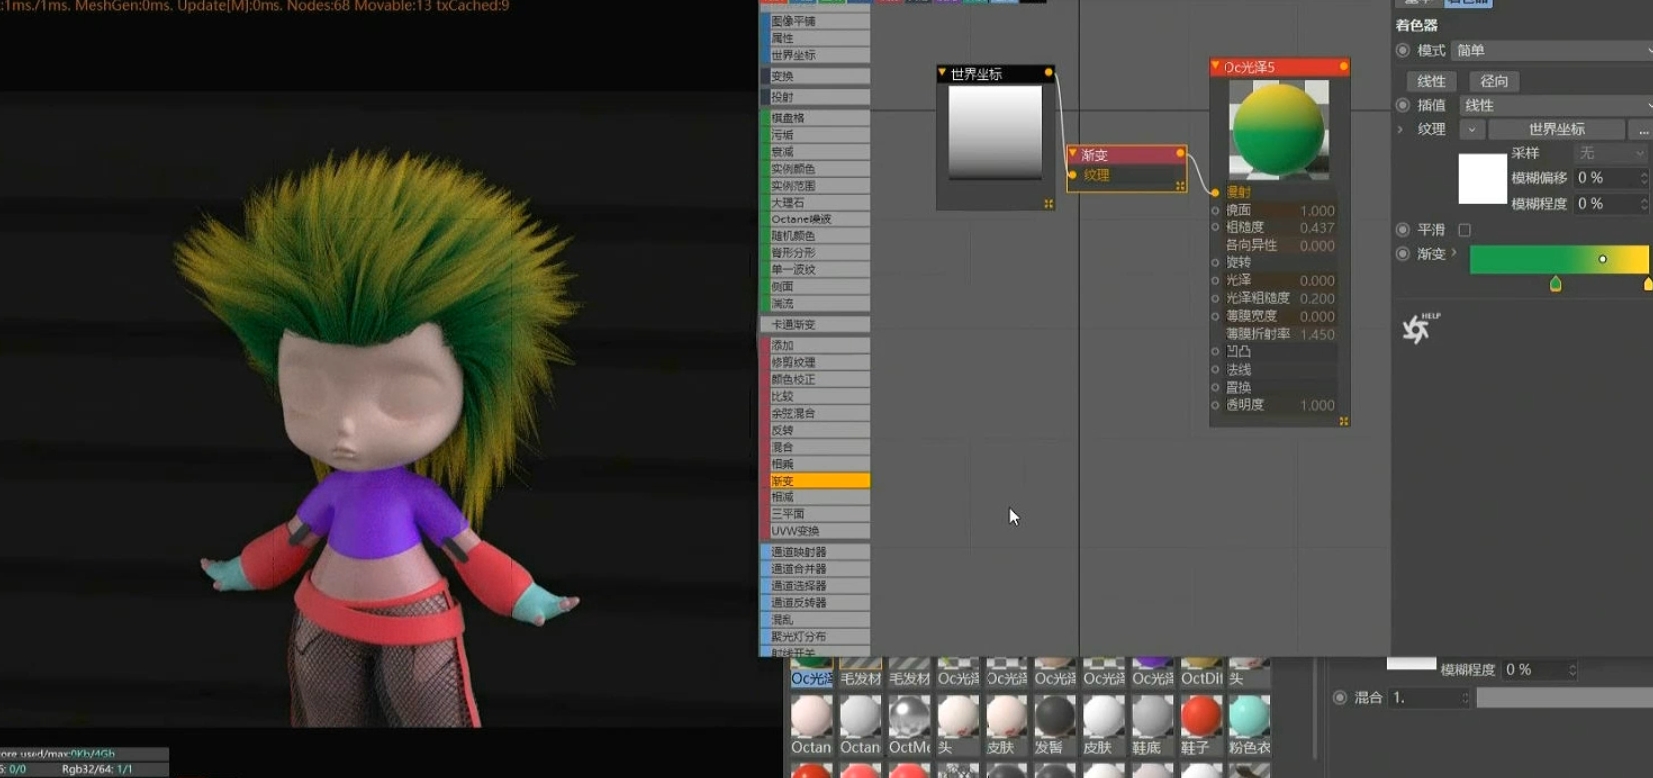 :1ms./1ms. MeshGen:0ms. Update[M]:0ms. Nodes:68 Movable:13 txCached:9
图像平铺
属性
世界坐标
变换
投射
棋盘格
污垢
衰减
实例颜色
实例范围
大理石
Octane噪波
随机颜色
脊形分形
单一波纹
侧面
湍流
卡通渐变
添加
修剪纹理
颜色校正
比较
余弦混合
反转
混合
相乘
渐变
相减
三平面
UVW变换
通道映射器
通道合并器
通道选择器
通道反转器
混乱
聚光灯分布
射线开关
世界坐标
渐变
纹理
Oc光泽5
漫射
镜面 1.000
粗糙度 0.437
各向异性 0.000
旋转
光泽 0.000
光泽粗糙度 0.200
薄膜宽度 0.000
薄膜折射率 1.450
凹凸
法线
置换
透明度 1.000
着色器
模式 简单
线性 径向
插值 线性
纹理 世界坐标 ...
采样 无
模糊偏移 0 %
模糊程度 0 %
平滑
渐变
HELP
模糊程度 0 %
混合 1.
Oc光泽 毛发材 毛发材 Oc光泽 Oc光泽 Oc光泽 Oc光泽 Oc光泽 OctDif 头
Octan Octan OctMe 头 皮肤 发髻 皮肤 鞋底 鞋子 粉色衣
ore used/max:0Kb/4Gb
: 0/0 Rgb32/64: 1/1